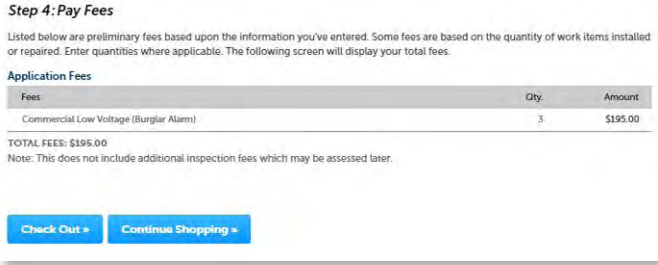 Step 4: Pay Fees
Listed below are preliminary fees based upon the information you've entered. Some fees are based on the quantity of work items installed
or repaired. Enter quantities where applicable. The following screen will display your total fees.
Application Fees
Fees Qty. Amount
Commercial Low Voltage (Burglar Alarm) 3 $195.00
TOTAL FEES: $195.00
Note: This does not include additional inspection fees which may be assessed later.
Check Out » Continue Shopping »